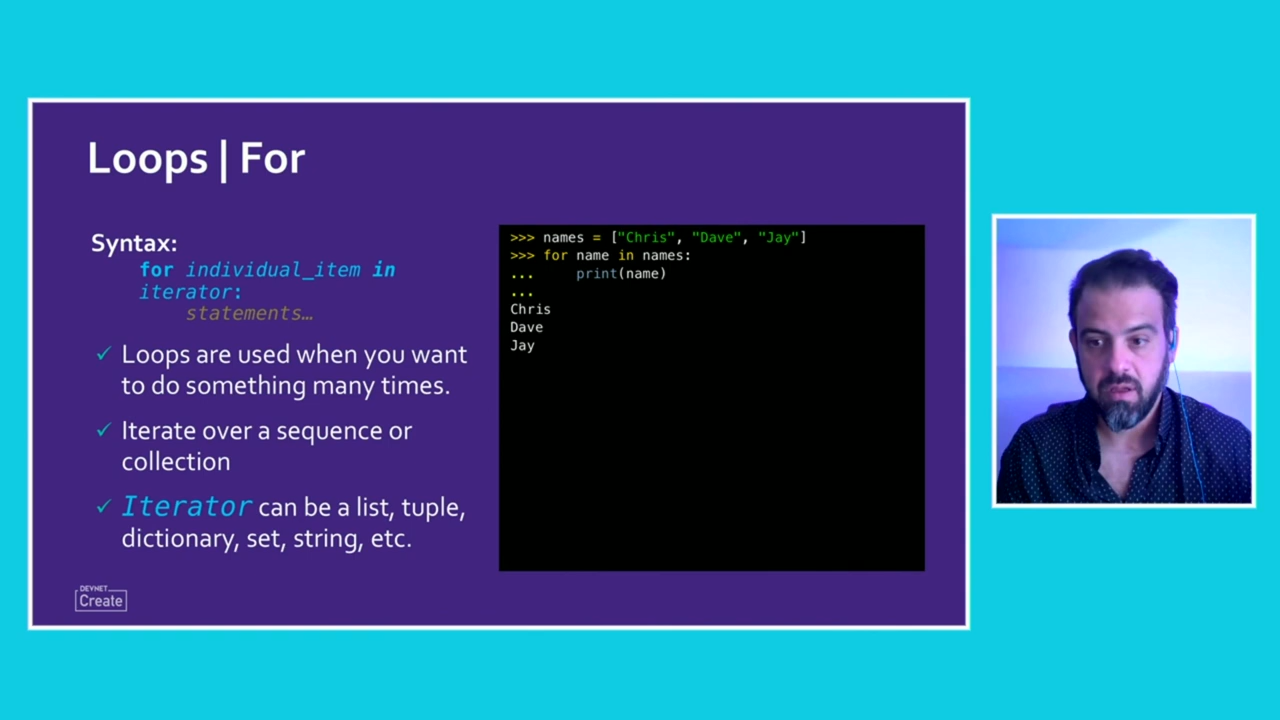 Loops | For
Syntax:
for individual_item in
iterator:
statements…
✓ Loops are used when you want
to do something many times.
✓ Iterate over a sequence or
collection
✓ Iterator can be a list, tuple,
dictionary, set, string, etc.
>>> names = ["Chris", "Dave", "Jay"]
>>> for name in names:
...     print(name)
...
Chris
Dave
Jay
DEVNET
Create